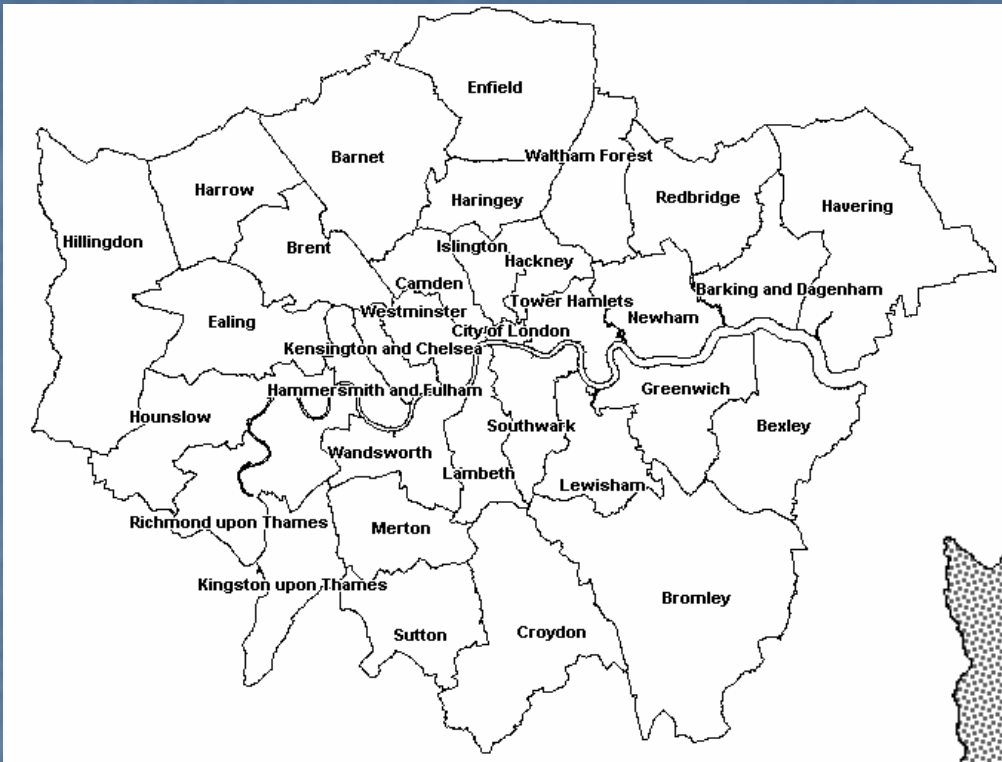 Enfield
Barnet
Waltham Forest
Harrow
Haringey
Redbridge
Havering
Hillingdon
Brent
Islington
Hackney
Camden
Barking and Dagenham
Westminster
Tower Hamlets
Newham
Ealing
City of London
Kensington and Chelsea
Hammersmith and Fulham
Greenwich
Hounslow
Southwark
Bexley
Wandsworth
Lambeth
Lewisham
Richmond upon Thames
Merton
Kingston upon Thames
Bromley
Sutton
Croydon